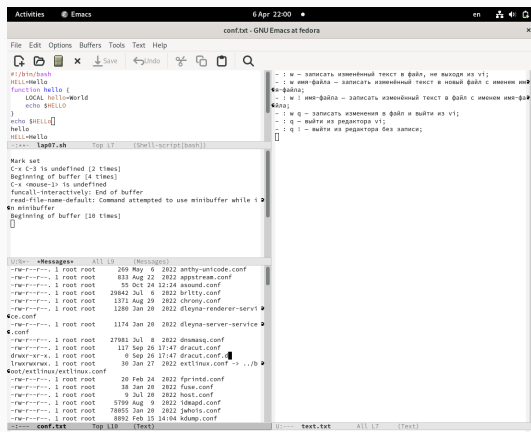 Activities Emacs 6 Apr 22:00 en
conf.txt - GNU Emacs at fedora
File Edit Options Buffers Tools Text Help
Save Undo
#!/bin/bash
HELL=Hello
function hello {
LOCAL hello=World
echo $HELLO
}
echo $HELLO
hello
HELL=Hello
-:**- lap07.sh Top L7 (Shell-script[bash])
Mark set
C-x C-3 is undefined [2 times]
Beginning of buffer [4 times]
C-x <mouse-1> is undefined
funcall-interactively: End of buffer
read-file-name-default: Command attempted to use minibuffer while i
n minibuffer
Beginning of buffer [10 times]
U:%*- *Messages* All L9 (Messages)
-rw-r--r--. 1 root root 269 May 6 2022 anthy-unicode.conf
-rw-r--r--. 1 root root 833 Aug 22 2022 appstream.conf
-rw-r--r--. 1 root root 55 Oct 24 12:24 asound.conf
-rw-r--r--. 1 root root 29842 Jul 6 2022 brltty.conf
-rw-r--r--. 1 root root 1371 Aug 29 2022 chrony.conf
-rw-r--r--. 1 root root 1280 Jan 20 2022 dleyna-renderer-servi
ce.conf
-rw-r--r--. 1 root root 1174 Jan 20 2022 dleyna-server-service
.conf
-rw-r--r--. 1 root root 27981 Jul 8 2022 dnsmasq.conf
-rw-r--r--. 1 root root 117 Sep 26 17:47 dracut.conf
drwxr-xr-x. 1 root root 0 Sep 26 17:47 dracut.conf.d
lrwxrwxrwx. 1 root root 30 Jan 27 2022 extlinux.conf -> ../b
oot/extlinux/extlinux.conf
-rw-r--r--. 1 root root 20 Feb 24 2022 fprintd.conf
-rw-r--r--. 1 root root 38 Jan 20 2022 fuse.conf
-rw-r--r--. 1 root root 9 Jul 20 2022 host.conf
-rw-r--r--. 1 root root 5799 Aug 9 2022 idmapd.conf
-rw-r--r--. 1 root root 78055 Jan 20 2022 jwhois.conf
-rw-r--r--. 1 root root 8892 Feb 15 14:04 kdump.conf
-:--- conf.txt Top L10 (Text)
– : w — записать изменённый текст в файл, не выходя из vi;
– : w имя-файла — записать изменённый текст в новый файл с именем им
я-файла;
– : w ! имя-файла — записать изменённый текст в файл с именем имя-фа
йла;
– : w q — записать изменения в файл и выйти из vi;
– : q — выйти из редактора vi;
– : q ! — выйти из редактора без записи;
U:--- text.txt All L7 (Text)